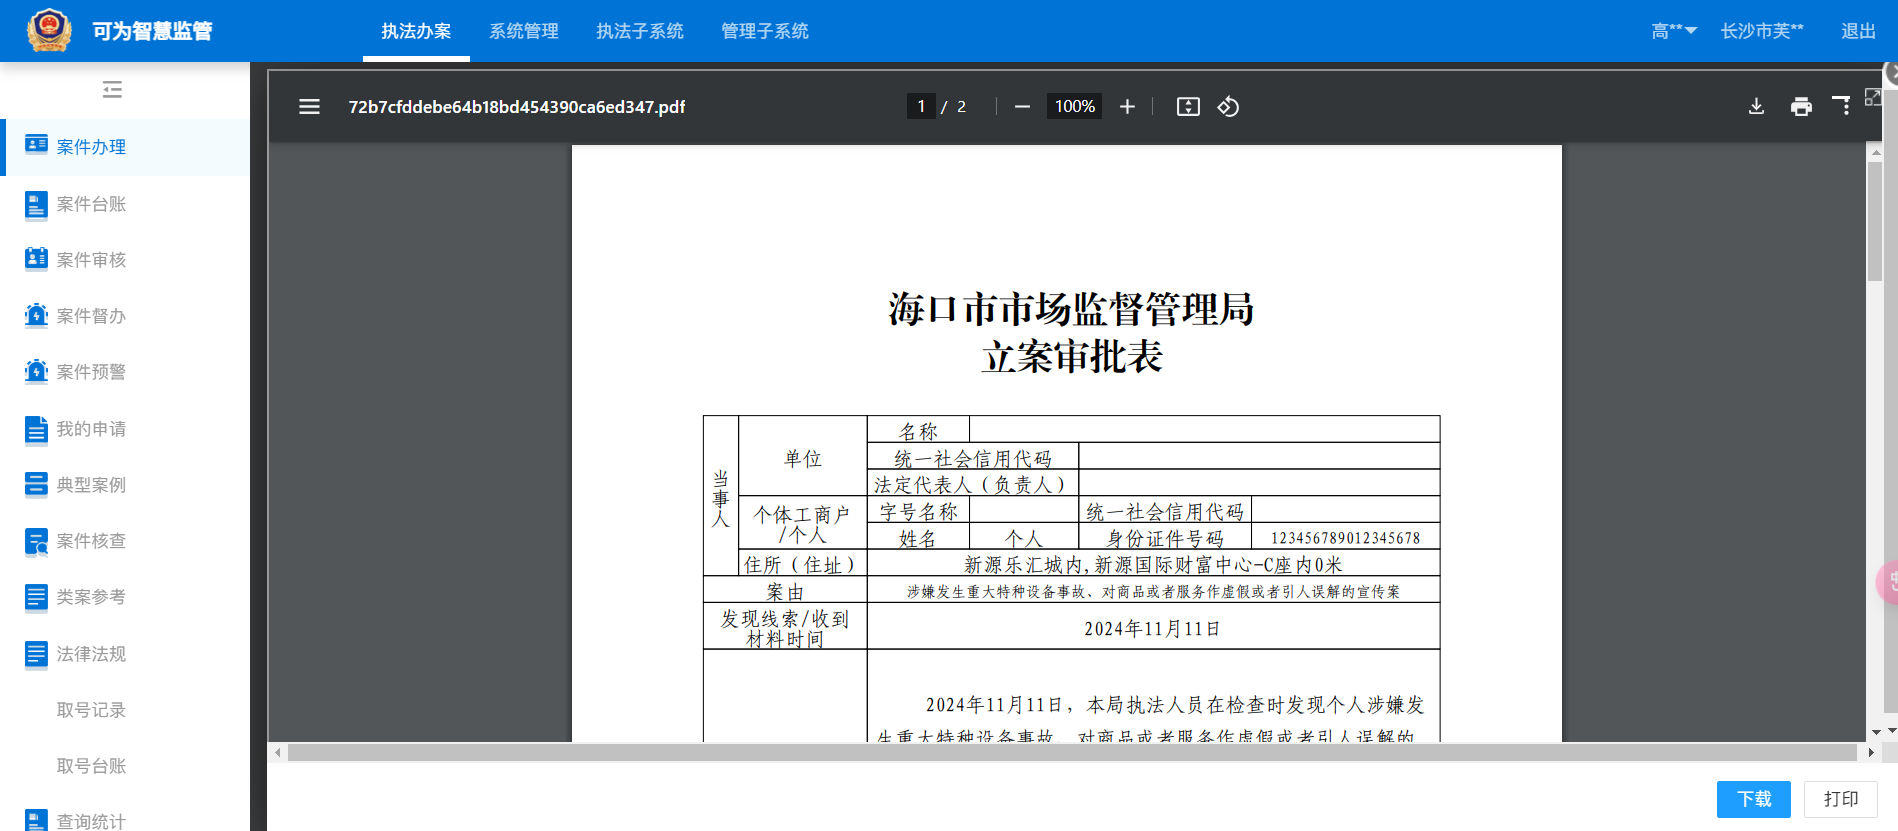 可为智慧监管
执法办案
系统管理
执法子系统
管理子系统
高**
长沙市芙**
退出
72b7cfddebe64b18bd454390ca6ed347.pdf
1 / 2
100%
案件办理
案件台账
案件审核
案件督办
案件预警
我的申请
典型案例
案件核查
类案参考
法律法规
取号记录
取号台账
查询统计
海口市市场监督管理局
立案审批表
当事人
单位
名称
统一社会信用代码
法定代表人（负责人）
个体工商户
/个人
字号名称
统一社会信用代码
姓名
个人
身份证件号码
123456789012345678
住所（住址）
新源乐汇城内,新源国际财富中心-C座内0米
案由
涉嫌发生重大特种设备事故、对商品或者服务作虚假或者引人误解的宣传案
发现线索/收到
材料时间
2024年11月11日
2024年11月11日，本局执法人员在检查时发现个人涉嫌发
生重大特种设备事故、对商品或者服务作虚假或者引人误解的
下载
打印